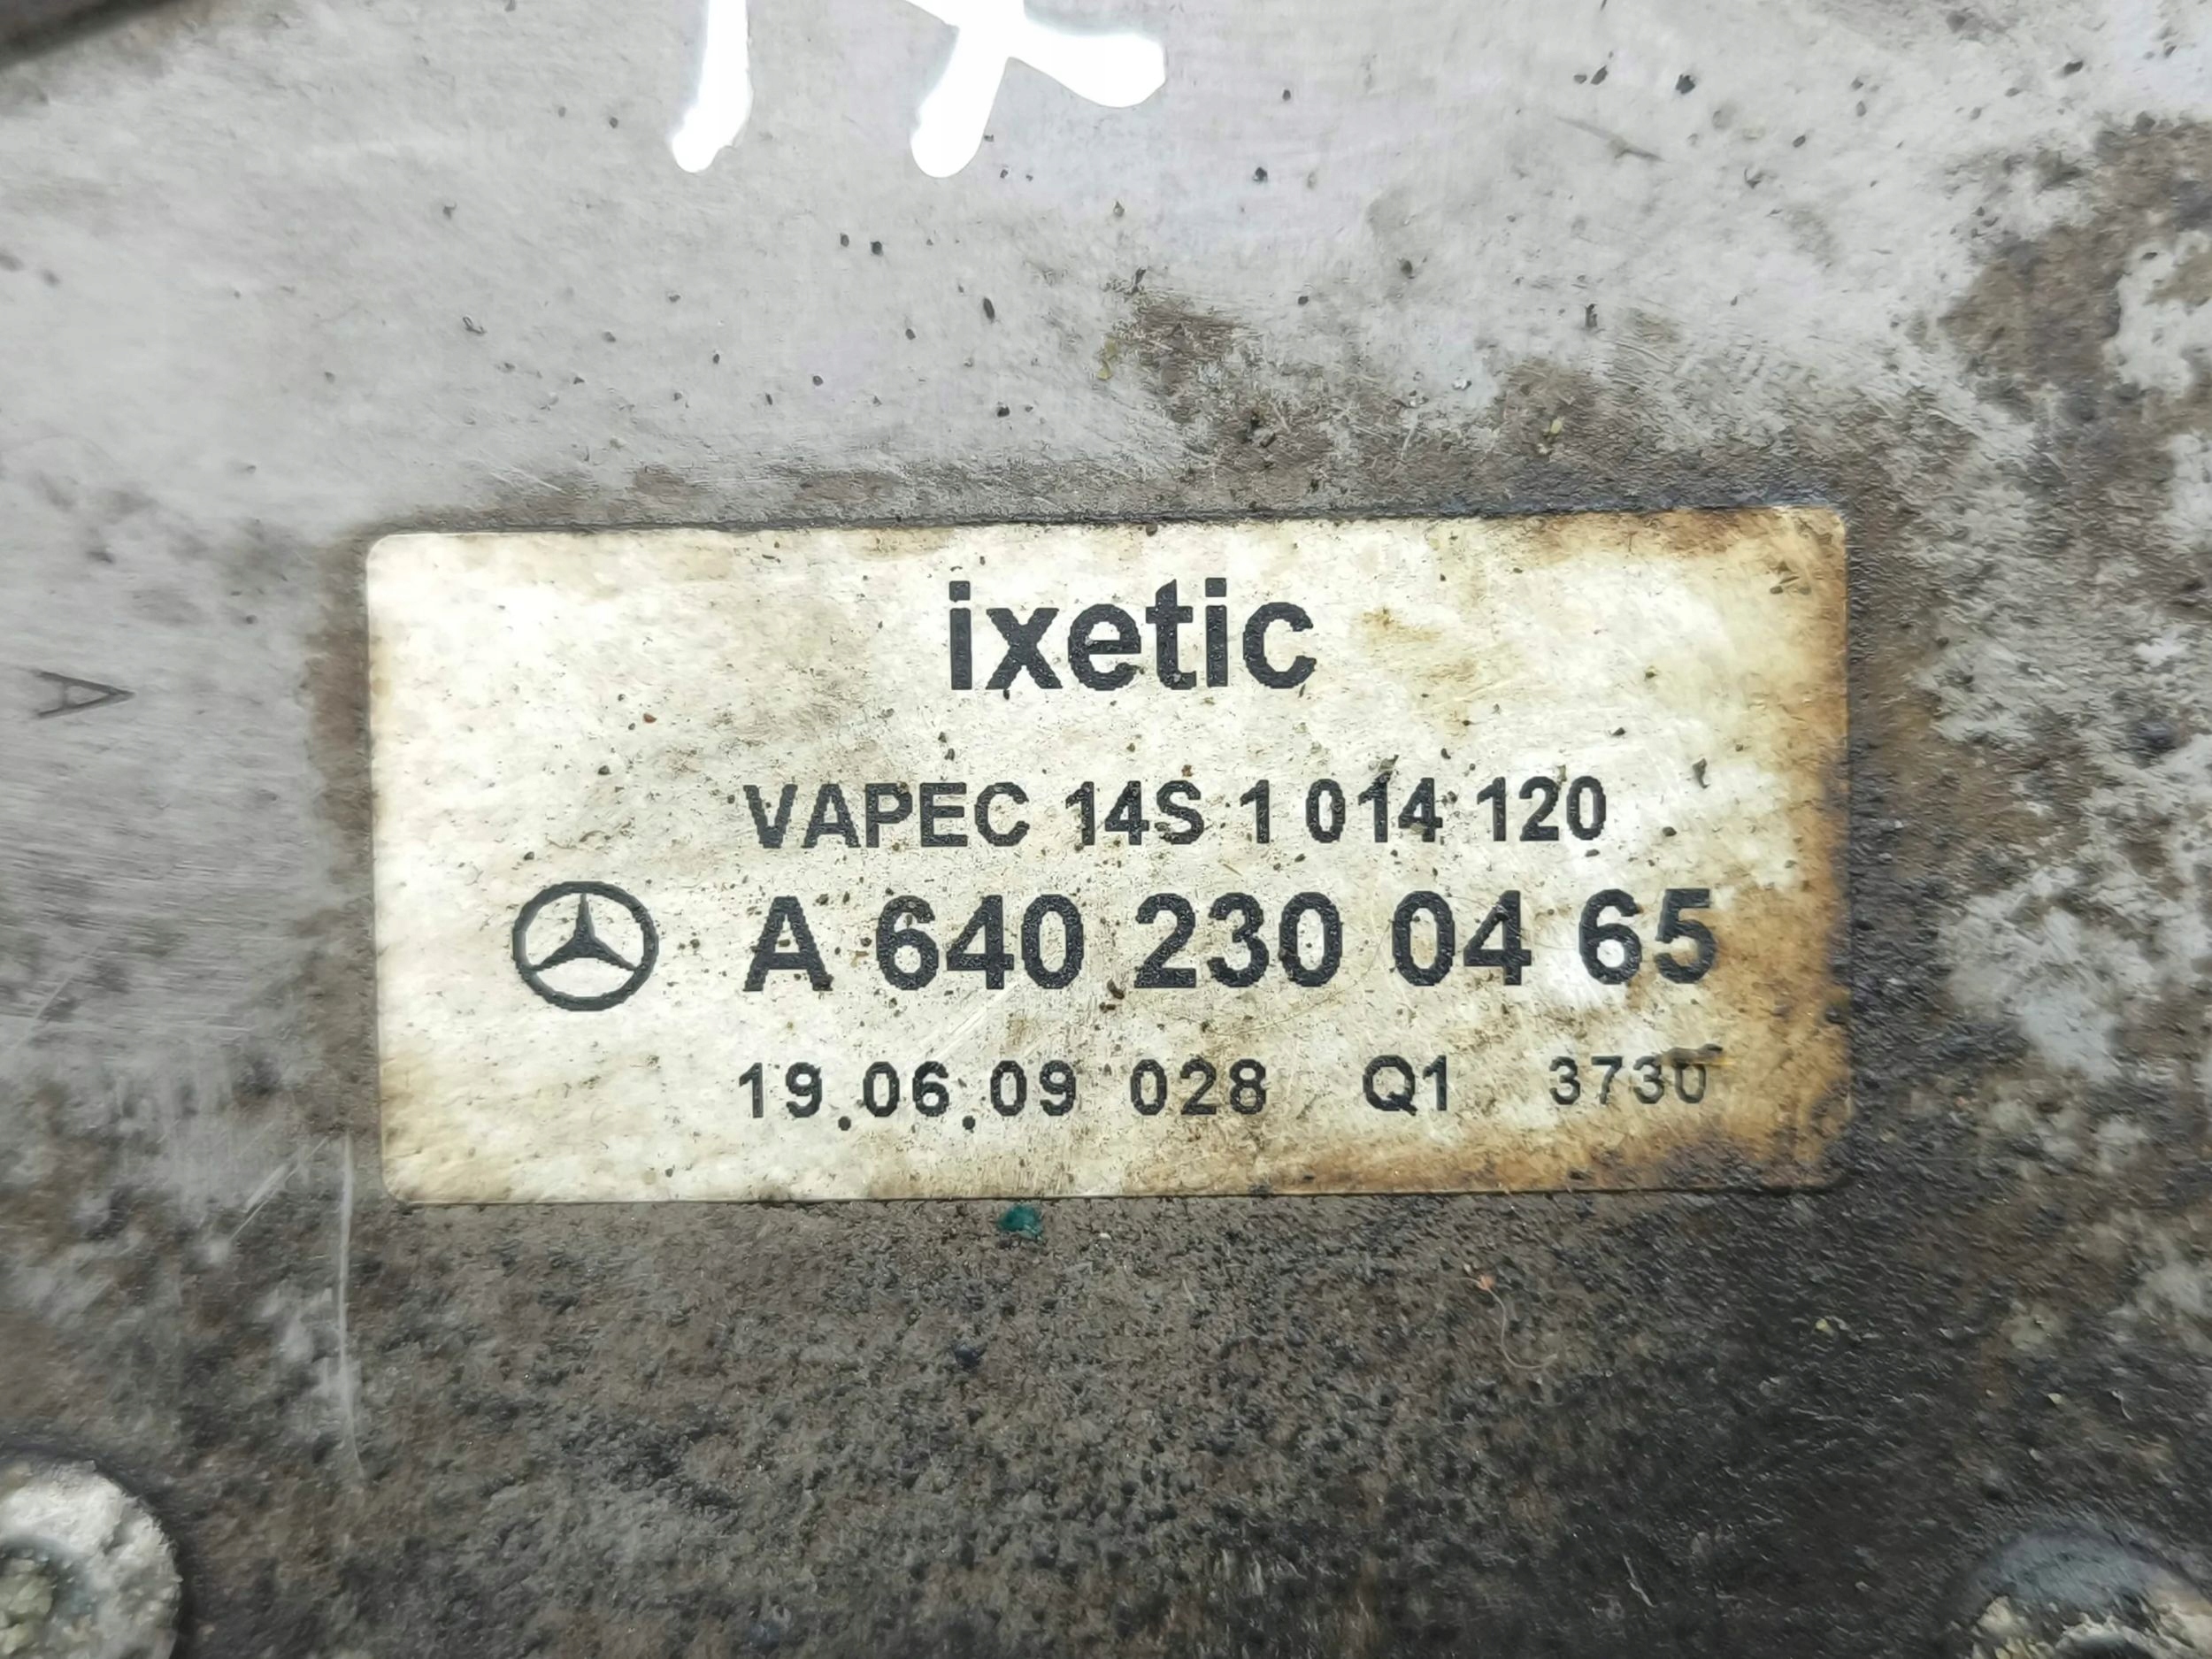 ixetic
VAPEC 14S 1 014 120
A 640 230 04 65
19.06.09 028 Q1 3730
A